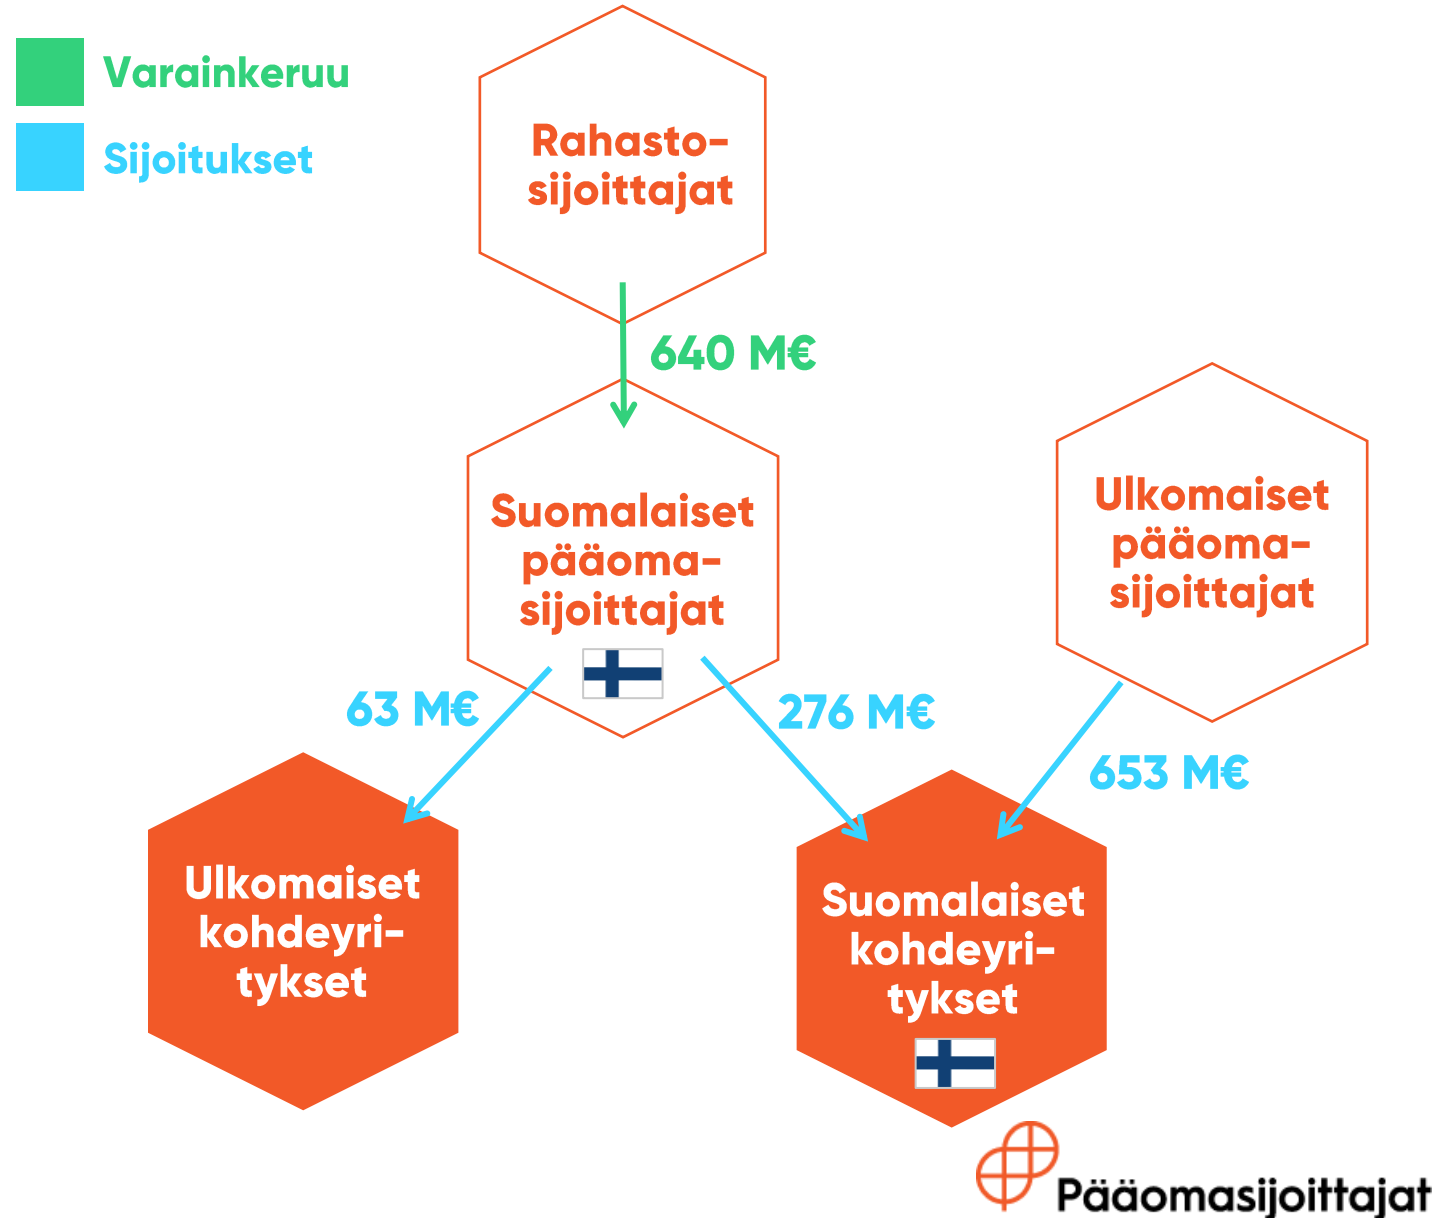 Varainkeruu
Sijoitukset
Rahasto-
sijoittajat
640 M€
Suomalaiset
pääoma-
sijoittajat
Ulkomaiset
pääoma-
sijoittajat
63 M€
276 M€
653 M€
Ulkomaiset
kohdeyri-
tykset
Suomalaiset
kohdeyri-
tykset
Pääomasijoittajat